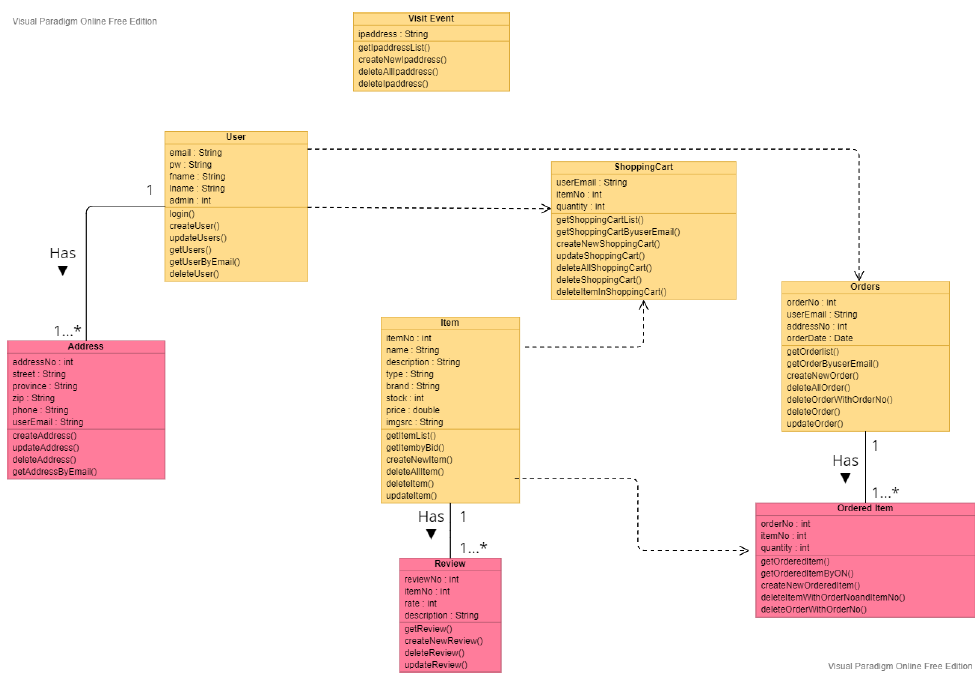 Visual Paradigm Online Free Edition
Visit Event
ipaddress : String
getIpaddressList()
createNewIpaddress()
deleteAllIpaddress()
deleteIpaddress()
User
email : String
pw : String
fname : String
lname : String
admin : int
login()
createUser()
updateUsers()
getUsers()
getUserByEmail()
deleteUser()
ShoppingCart
userEmail : String
itemNo : int
quantity : int
getShoppingCartList()
getShoppingCartByuserEmail()
createNewShoppingCart()
updateShoppingCart()
deleteAllShoppingCart()
deleteShoppingCart()
deleteItemInShoppingCart()
1
Has
1...*
Address
addressNo : int
street : String
province : String
zip : String
phone : String
userEmail : String
createAddress()
updateAddress()
deleteAddress()
getAddressByEmail()
Item
itemNo : int
name : String
description : String
type : String
brand : String
stock : int
price : double
imgsrc : String
getItemList()
getItembyBid()
createNewItem()
deleteAllItem()
deleteItem()
updateItem()
Orders
orderNo : int
userEmail : String
addressNo : int
orderDate : Date
getOrderlist()
getOrderByuserEmail()
createNewOrder()
deleteAllOrder()
deleteOrderWithOrderNo()
deleteOrder()
updateOrder()
1
Has
1...*
Has
1
1...*
Ordered Item
orderNo : int
itemNo : int
quantity : int
getOrderedItem()
getOrderedItemByON()
createNewOrderedItem()
deleteItemWithOrderNoandItemNo()
deleteOrderWithOrderNo()
Review
reviewNo : int
itemNo : int
rate : int
description : String
getReview()
createNewReview()
deleteReview()
updateReview()
Visual Paradigm Online Free Edition